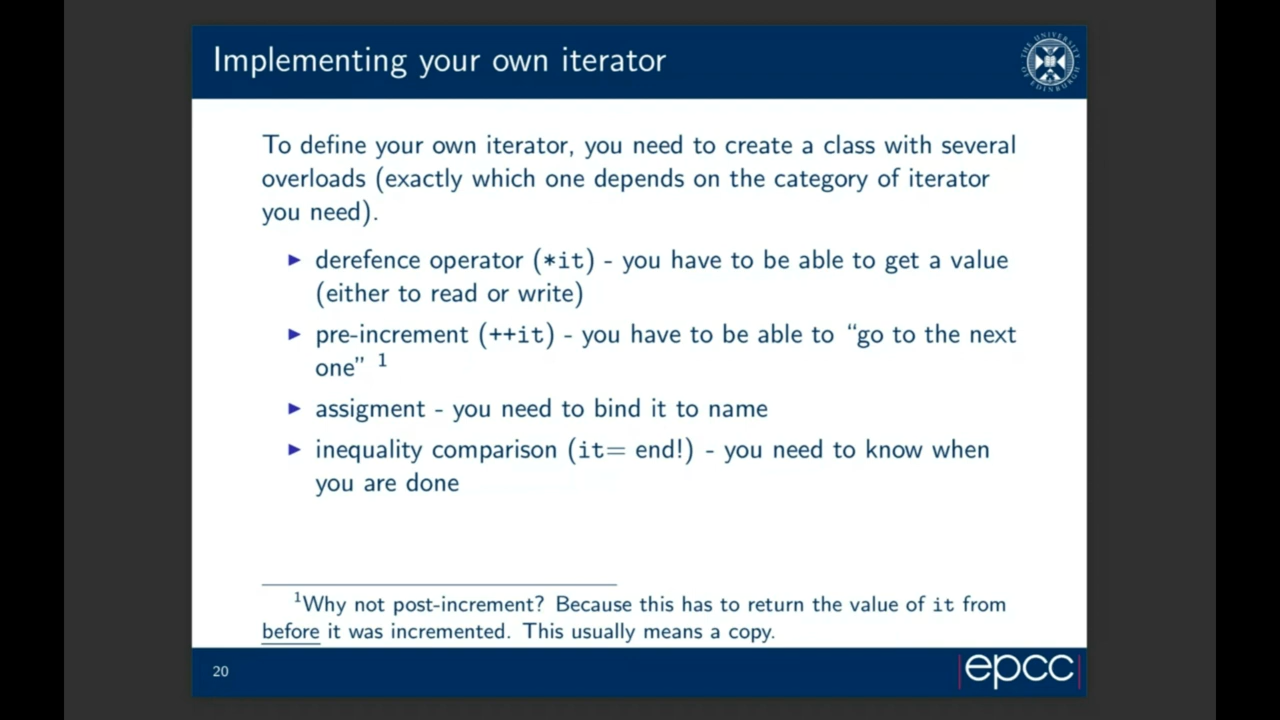 Implementing your own iterator
THE UNIVERSITY OF EDINBURGH
To define your own iterator, you need to create a class with several
overloads (exactly which one depends on the category of iterator
you need).
▶ derefence operator (*it) - you have to be able to get a value
(either to read or write)
▶ pre-increment (++it) - you have to be able to “go to the next
one” ¹
▶ assigment - you need to bind it to name
▶ inequality comparison (it= end!) - you need to know when
you are done
¹Why not post-increment? Because this has to return the value of it from
before it was incremented. This usually means a copy.
20
|epcc|